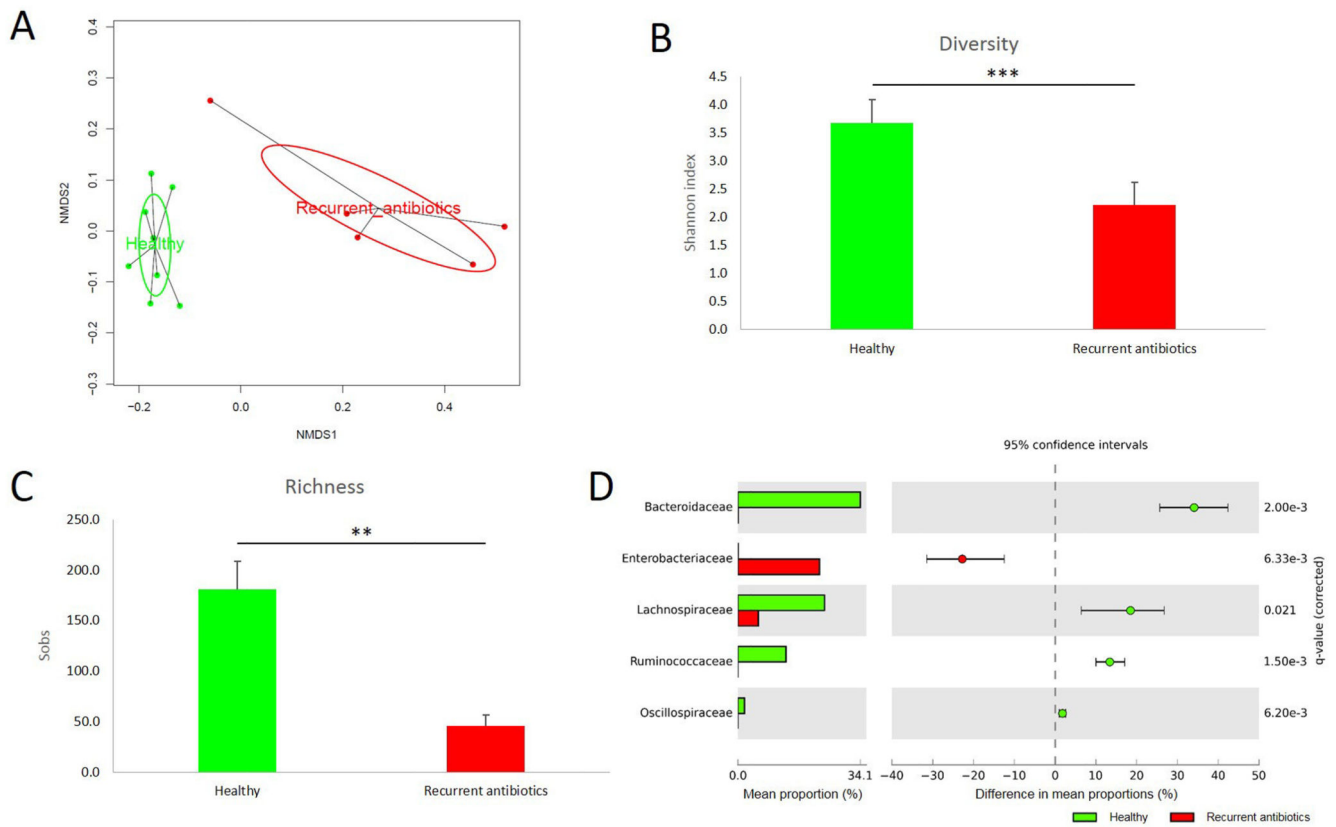 A
0.4
0.3
0.2
0.1
0.0
−0.1
−0.2
−0.3
NMDS2
Healthy
Recurrent_antibiotics
−0.2 0.0 0.2 0.4
NMDS1
B
Diversity
***
4.5
4.0
3.5
3.0
2.5
2.0
1.5
1.0
0.5
0.0
Shannon index
Healthy Recurrent antibiotics
C
Richness
**
250.0
200.0
150.0
100.0
50.0
0.0
Sobs
Healthy Recurrent antibiotics
D
95% confidence intervals
Bacteroidaceae 2.00e-3
Enterobacteriaceae 6.33e-3
Lachnospiraceae 0.021
Ruminococcaceae 1.50e-3
Oscillospiraceae 6.20e-3
q-value (corrected)
0.0 34.1 −40 −30 −20 −10 0 10 20 30 40 50
Mean proportion (%) Difference in mean proportions (%)
Healthy Recurrent antibiotics